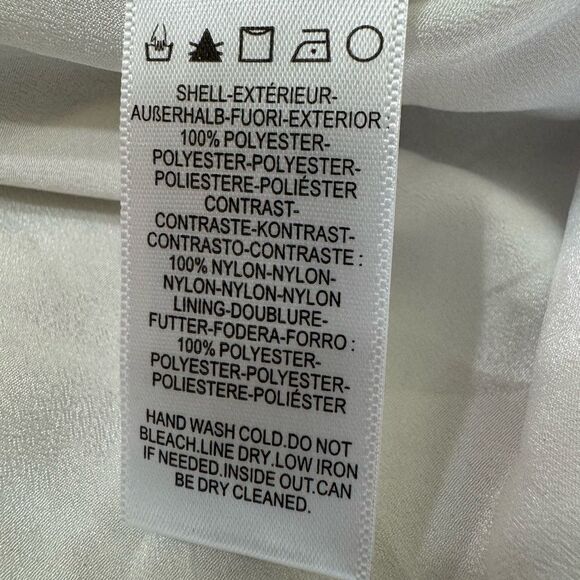 SHELL-EXTÉRIEUR-
AUßERHALB-FUORI-EXTERIOR :
100% POLYESTER-
POLYESTER-POLYESTER-
POLIESTERE-POLIÉSTER
CONTRAST-
CONTRASTE-KONTRAST-
CONTRASTO-CONTRASTE :
100% NYLON-NYLON-
NYLON-NYLON-NYLON
LINING-DOUBLURE-
FUTTER-FODERA-FORRO :
100% POLYESTER-
POLYESTER-POLYESTER-
POLIESTERE-POLIÉSTER
HAND WASH COLD.DO NOT
BLEACH.LINE DRY.LOW IRON
IF NEEDED.INSIDE OUT.CAN
BE DRY CLEANED.